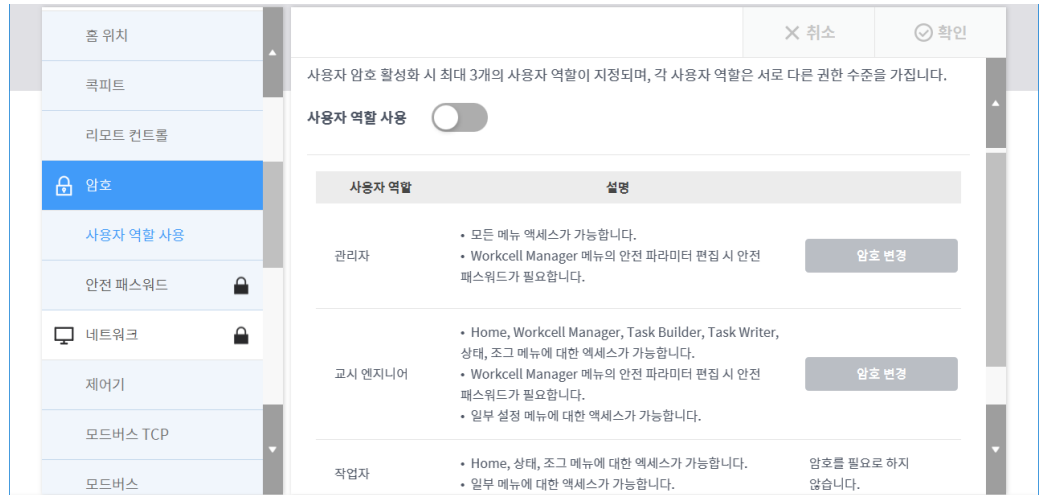 홈 위치
콕피트
리모트 컨트롤
암호
사용자 역할 사용
안전 패스워드
네트워크
제어기
모드버스 TCP
모드버스
취소
확인
사용자 암호 활성화 시 최대 3개의 사용자 역할이 지정되며, 각 사용자 역할은 서로 다른 권한 수준을 가집니다.
사용자 역할 사용
사용자 역할 설명
관리자
• 모든 메뉴 액세스가 가능합니다.
• Workcell Manager 메뉴의 안전 파라미터 편집 시 안전
패스워드가 필요합니다.
암호 변경
교시 엔지니어
• Home, Workcell Manager, Task Builder, Task Writer,
상태, 조그 메뉴에 대한 엑세스가 가능합니다.
• Workcell Manager 메뉴의 안전 파라미터 편집 시 안전
패스워드가 필요합니다.
• 일부 설정 메뉴에 대한 액세스가 가능합니다.
암호 변경
작업자
• Home, 상태, 조그 메뉴에 대한 엑세스가 가능합니다.
• 일부 메뉴에 대한 액세스가 가능합니다.
암호를 필요로 하지
않습니다.